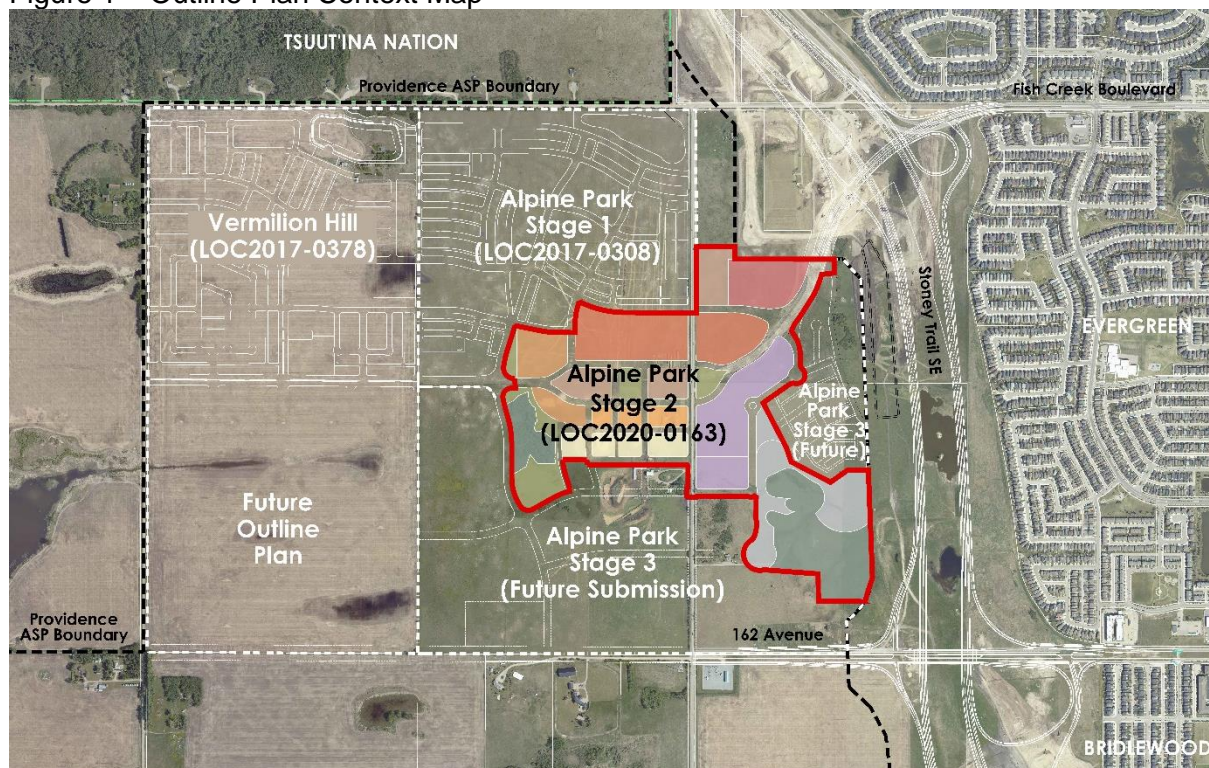 Figure 1 – Outline Plan Context Map
TSUUT'INA NATION
Providence ASP Boundary
Fish Creek Boulevard
Vermilion Hill
(LOC2017-0378)
Alpine Park
Stage 1
(LOC2017-0308)
Stoney Trail SE
EVERGREEN
Alpine Park
Stage 2
(LOC2020-0163)
Alpine
Park
Stage 3
(Future)
Future
Outline
Plan
Alpine Park
Stage 3
(Future Submission)
Providence
ASP Boundary
162 Avenue
BRIDLEWOOD